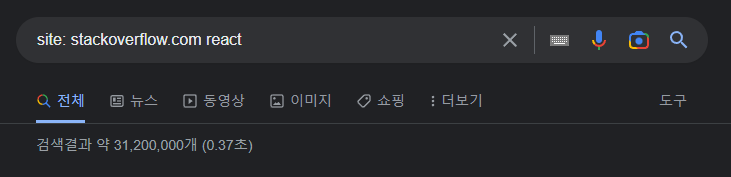 site: stackoverflow.com react
전체 뉴스 동영상 이미지 쇼핑 더보기 도구
검색결과 약 31,200,000개 (0.37초)